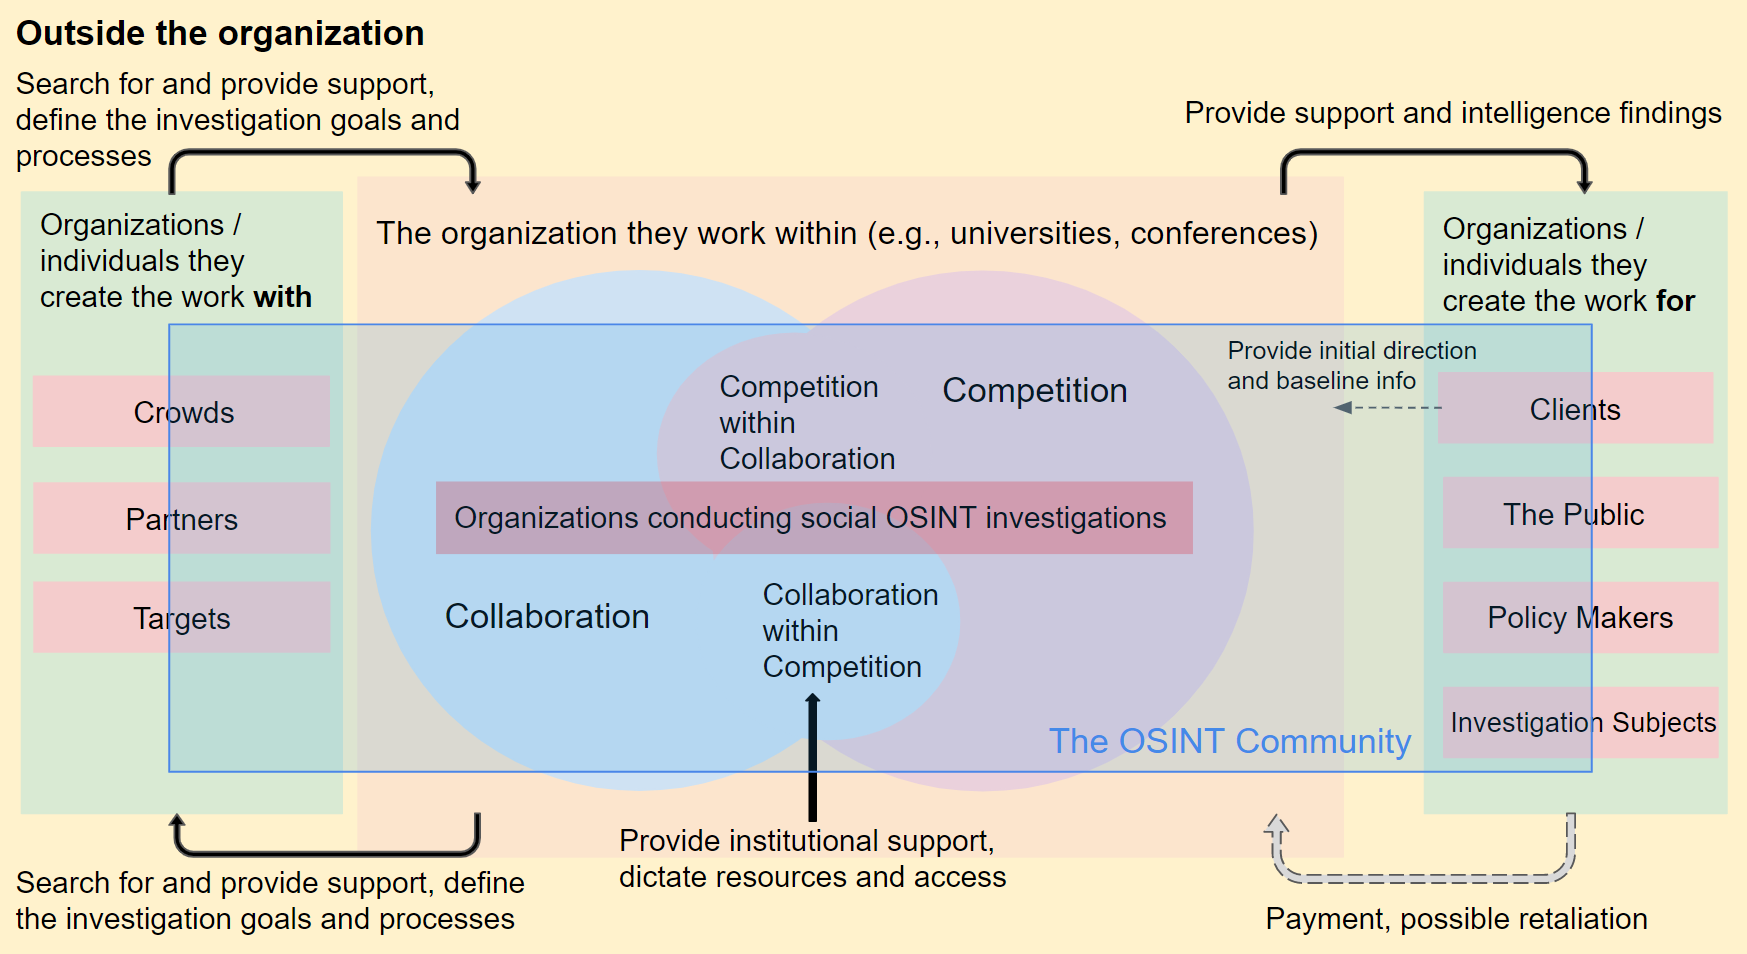 Outside the organization
Search for and provide support,
define the investigation goals and
processes
Provide support and intelligence findings
Organizations /
individuals they
create the work with
The organization they work within (e.g., universities, conferences)
Organizations /
individuals they
create the work for
Provide initial direction
and baseline info
Competition
within
Collaboration
Competition
Crowds
Clients
Partners
Organizations conducting social OSINT investigations
The Public
Targets
Collaboration
Collaboration
within
Competition
Policy Makers
Investigation Subjects
The OSINT Community
Provide institutional support,
dictate resources and access
Search for and provide support, define
the investigation goals and processes
Payment, possible retaliation